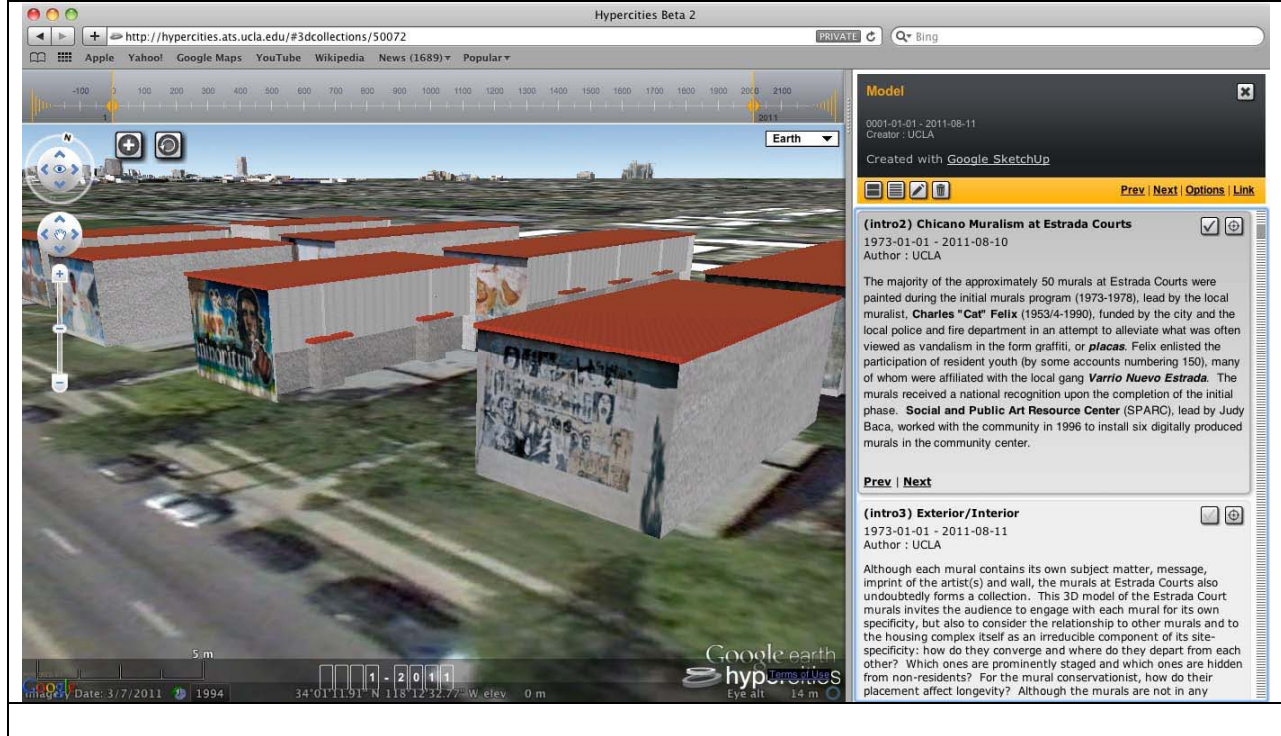 Hypercities Beta 2
http://hypercities.ats.ucla.edu/#3dcollections/50072
PRIVATE
Bing
Apple Yahoo! Google Maps YouTube Wikipedia News (1689) Popular
-100 0 100 200 300 400 500 600 700 800 900 1000 1100 1200 1300 1400 1500 1600 1700 1800 1900 2000 2100
1 2011
N
Earth
minority
5 m
1 - 2011
Imagery Date: 3/7/2011 1994
34°01'11.91" N 118°12'32.77" W elev 0 m
Google earth
hypercities
Terms of Use
Eye alt 14 m
Google
Model
0001-01-01 - 2011-08-11
Creator : UCLA
Created with Google SketchUp
Prev | Next | Options | Link
(intro2) Chicano Muralism at Estrada Courts
1973-01-01 - 2011-08-10
Author : UCLA
The majority of the approximately 50 murals at Estrada Courts were
painted during the initial murals program (1973-1978), lead by the local
muralist, Charles "Cat" Felix (1953/4-1990), funded by the city and the
local police and fire department in an attempt to alleviate what was often
viewed as vandalism in the form graffiti, or placas. Felix enlisted the
participation of resident youth (by some accounts numbering 150), many
of whom were affiliated with the local gang Varrio Nuevo Estrada. The
murals received a national recognition upon the completion of the initial
phase. Social and Public Art Resource Center (SPARC), lead by Judy
Baca, worked with the community in 1996 to install six digitally produced
murals in the community center.
Prev | Next
(intro3) Exterior/Interior
1973-01-01 - 2011-08-11
Author : UCLA
Although each mural contains its own subject matter, message,
imprint of the artist(s) and wall, the murals at Estrada Courts also
undoubtedly forms a collection. This 3D model of the Estrada Court
murals invites the audience to engage with each mural for its own
specificity, but also to consider the relationship to other murals and to
the housing complex itself as an irreducible component of its site-
specificity: how do they converge and where do they depart from each
other? Which ones are prominently staged and which ones are hidden
from non-residents? For the mural conservationist, how do their
placement affect longevity? Although the murals are not in any